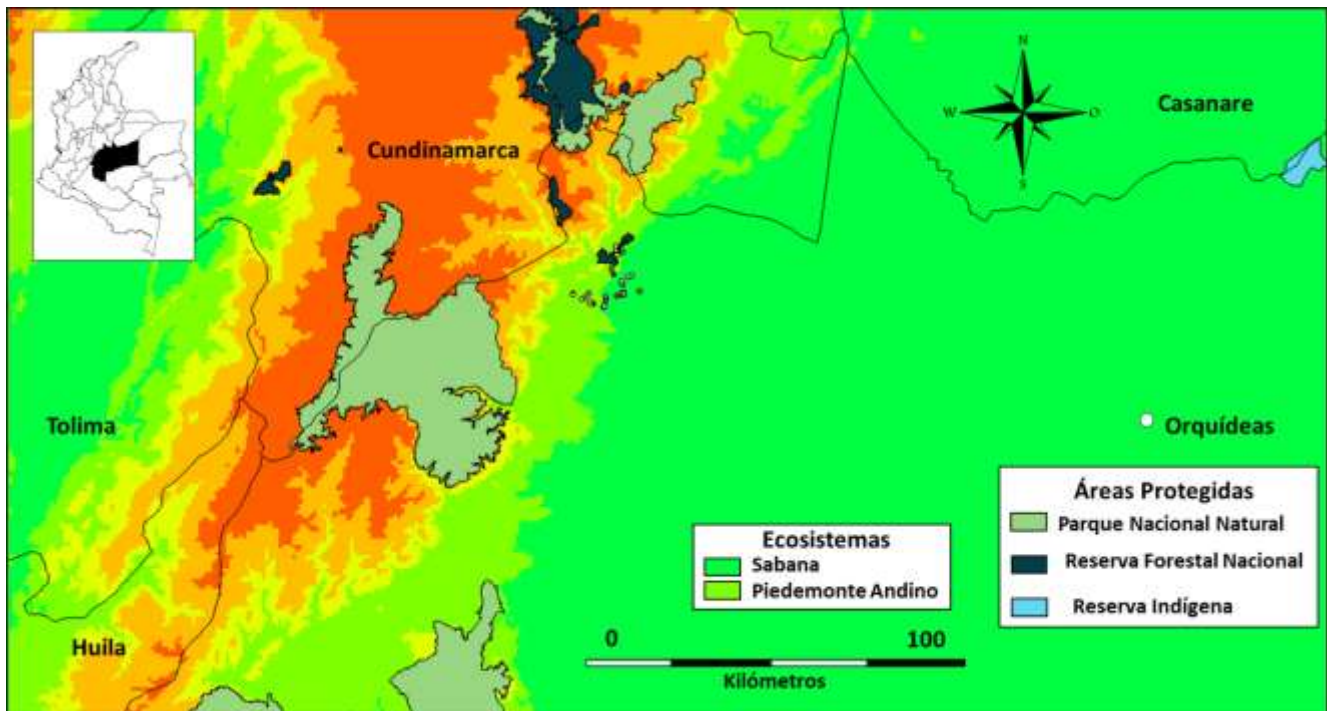 N
W
O
S
Casanare
Cundinamarca
Tolima
Orquídeas
Huila
Áreas Protegidas
Parque Nacional Natural
Reserva Forestal Nacional
Reserva Indígena
Ecosistemas
Sabana
Piedemonte Andino
0 100
Kilómetros